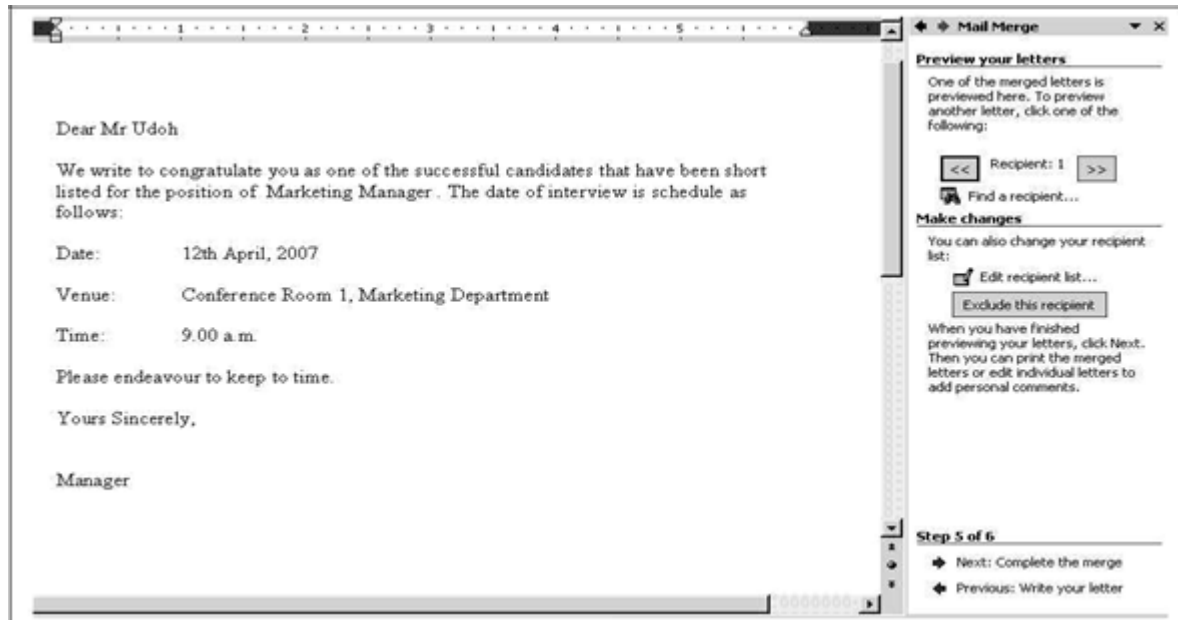 1 2 3 4 5
Dear Mr Udoh
We write to congratulate you as one of the successful candidates that have been short
listed for the position of Marketing Manager . The date of interview is schedule as
follows:
Date: 12th April, 2007
Venue: Conference Room 1, Marketing Department
Time: 9.00 a.m.
Please endeavour to keep to time.
Yours Sincerely,
Manager
Mail Merge
Preview your letters
One of the merged letters is
previewed here. To preview
another letter, click one of the
following:
<< Recipient: 1 >>
Find a recipient...
Make changes
You can also change your recipient
list:
Edit recipient list...
Exclude this recipient
When you have finished
previewing your letters, click Next.
Then you can print the merged
letters or edit individual letters to
add personal comments.
Step 5 of 6
Next: Complete the merge
Previous: Write your letter